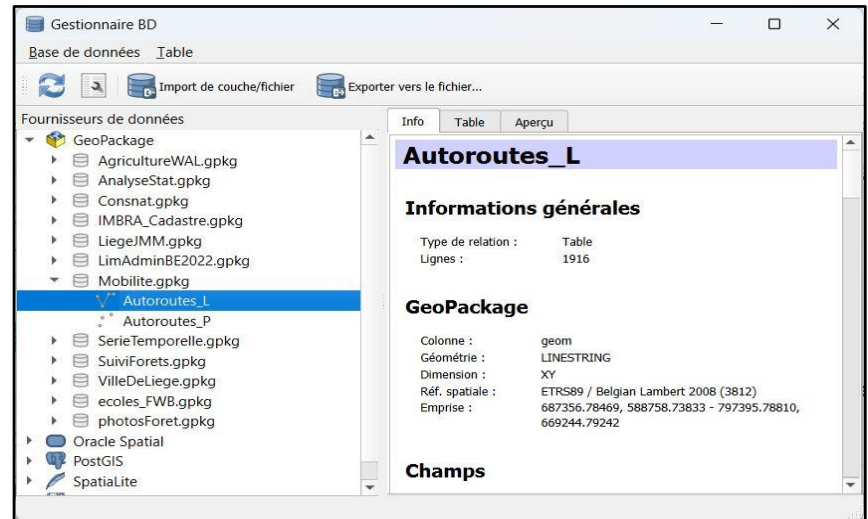 Gestionnaire BD
Base de données Table
Import de couche/fichier Exporter vers le fichier...
Fournisseurs de données
GeoPackage
AgricultureWAL.gpkg
AnalyseStat.gpkg
Consnat.gpkg
IMBRA_Cadastre.gpkg
LiegeJMM.gpkg
LimAdminBE2022.gpkg
Mobilite.gpkg
Autoroutes_L
Autoroutes_P
SerieTemporelle.gpkg
SuiviForets.gpkg
VilleDeLiege.gpkg
ecoles_FWB.gpkg
photosForet.gpkg
Oracle Spatial
PostGIS
SpatiaLite
Info Table Aperçu
Autoroutes_L
Informations générales
Type de relation : Table
Lignes : 1916
GeoPackage
Colonne : geom
Géométrie : LINESTRING
Dimension : XY
Réf. spatiale : ETRS89 / Belgian Lambert 2008 (3812)
Emprise : 687356.78469, 588758.73833 - 797395.78810,
669244.79242
Champs